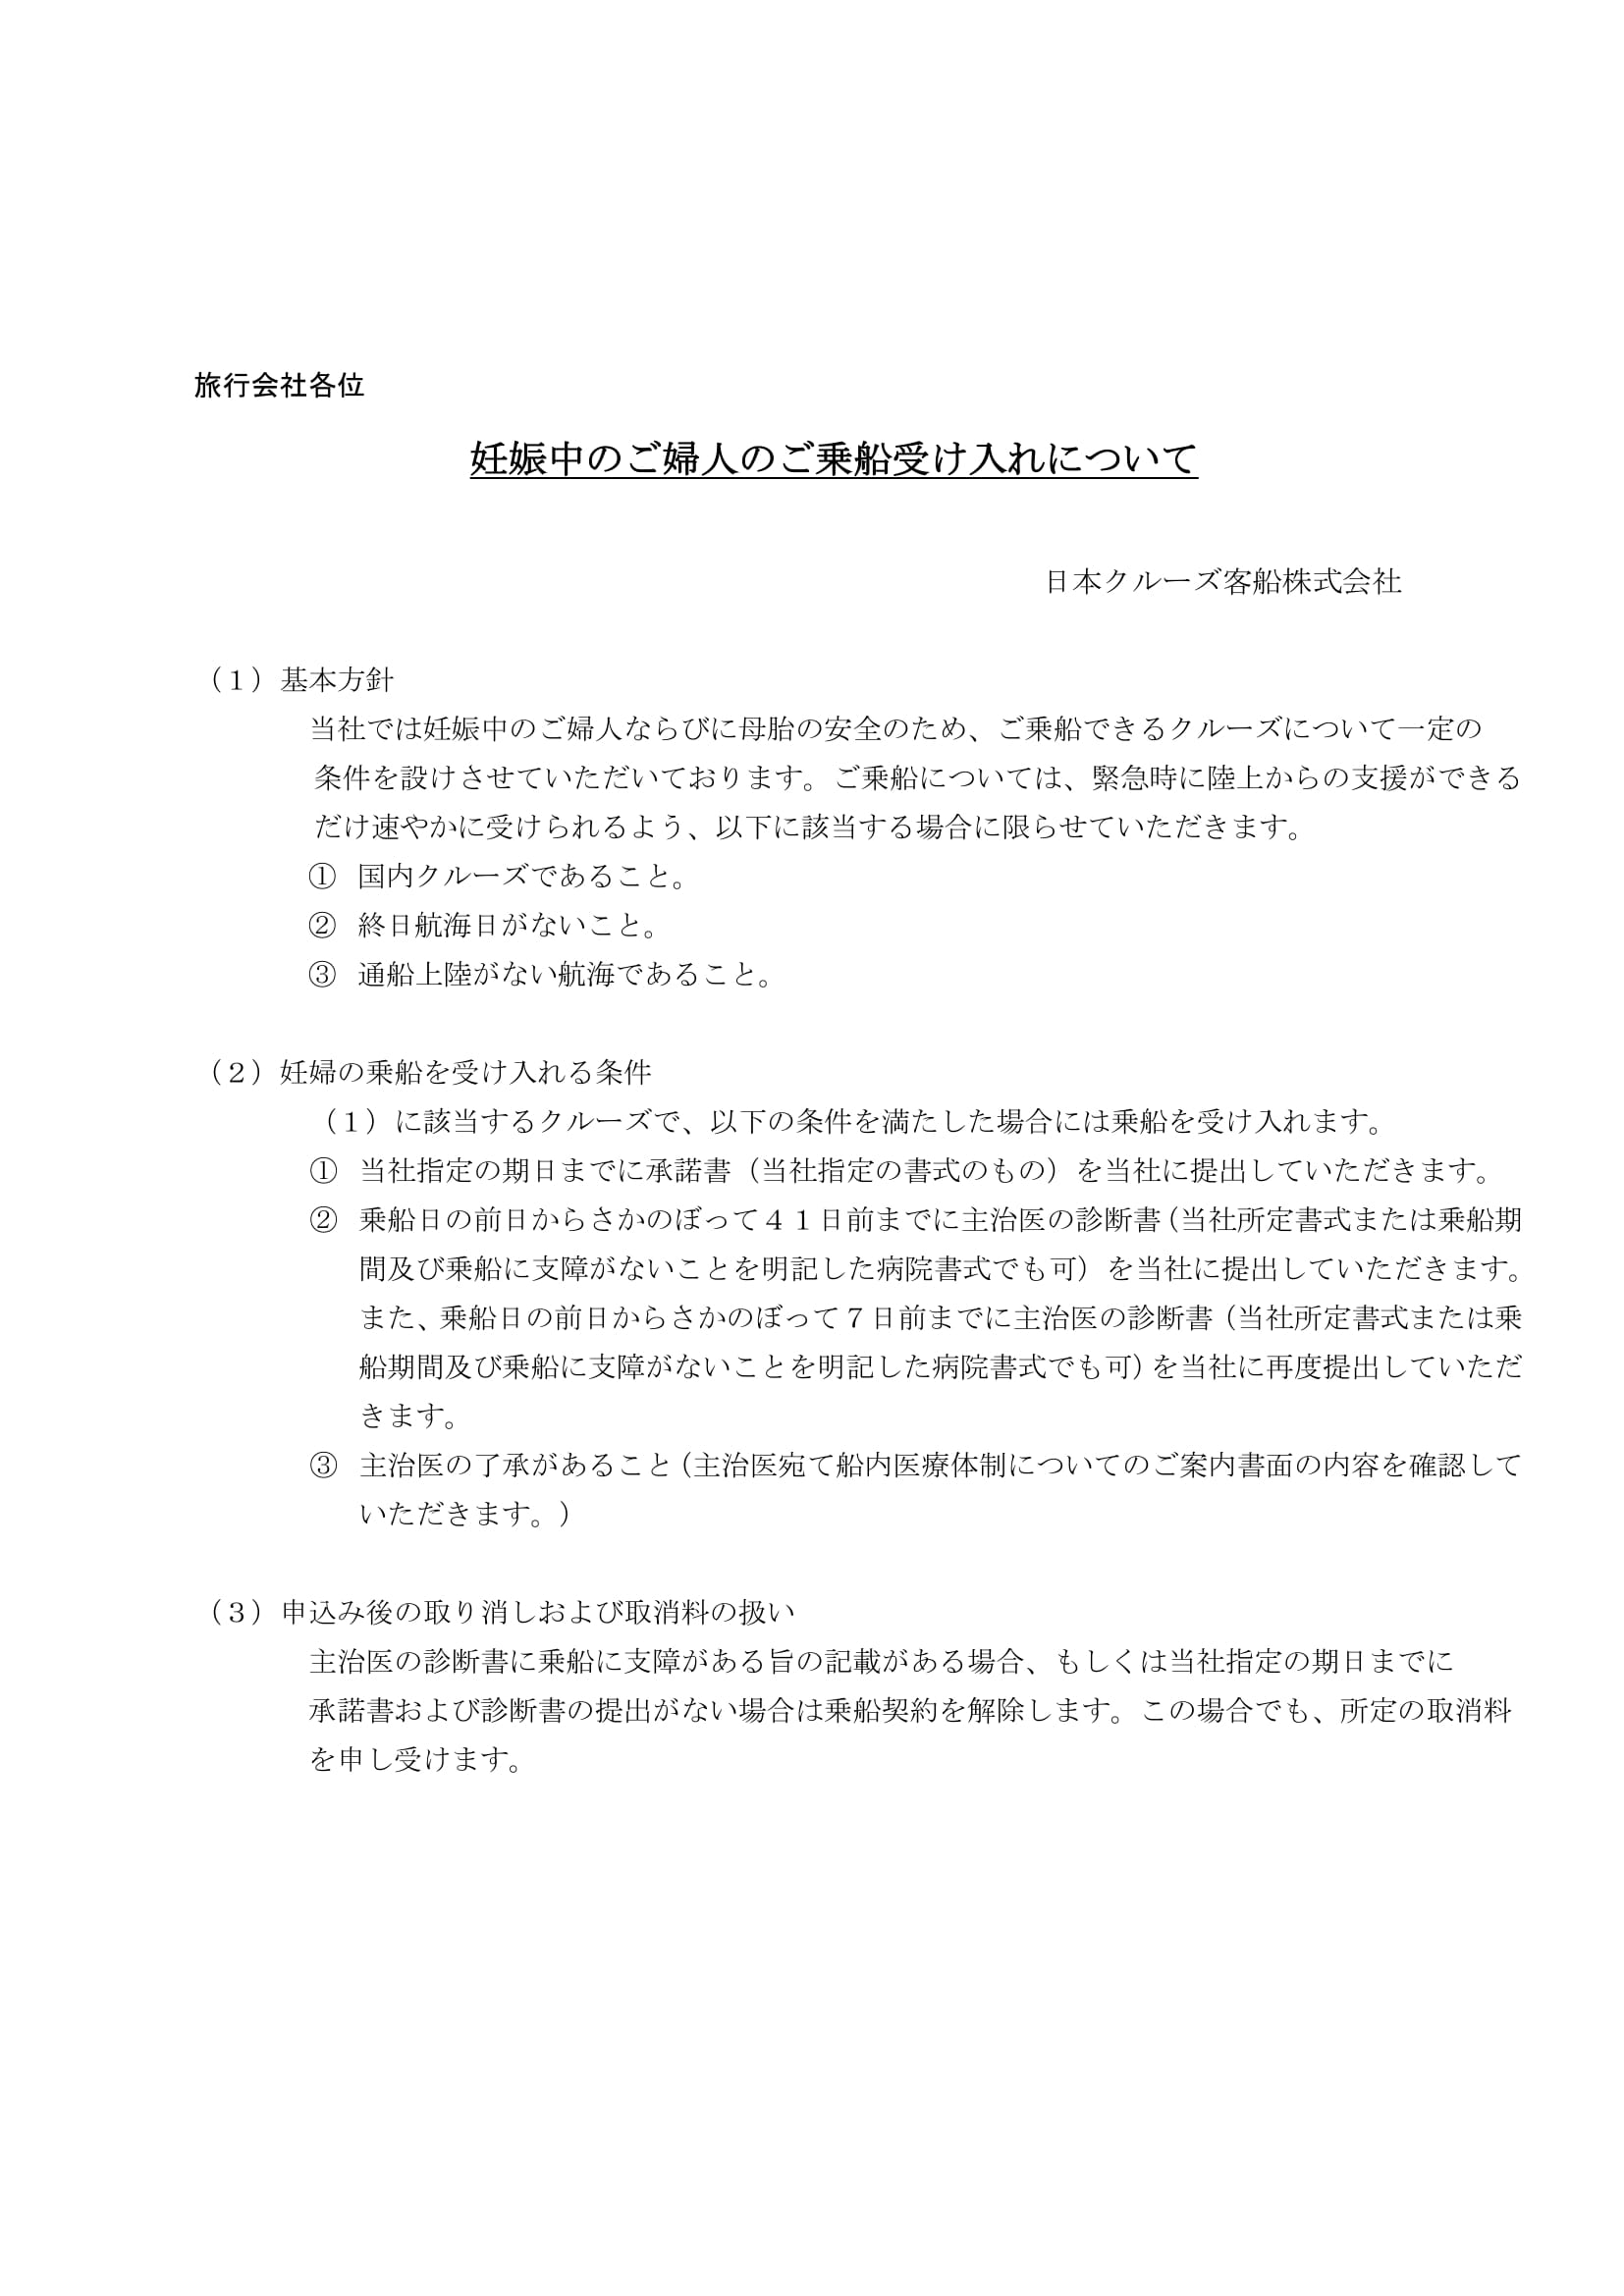 旅行会社各位
妊娠中のご婦人のご乗船受け入れについて
日本クルーズ客船株式会社
（１）基本方針
当社では妊娠中のご婦人ならびに母胎の安全のため、ご乗船できるクルーズについて一定の
条件を設けさせていただいております。ご乗船については、緊急時に陸上からの支援ができる
だけ速やかに受けられるよう、以下に該当する場合に限らせていただきます。
① 国内クルーズであること。
② 終日航海日がないこと。
③ 通船上陸がない航海であること。
（２）妊婦の乗船を受け入れる条件
（１）に該当するクルーズで、以下の条件を満たした場合には乗船を受け入れます。
① 当社指定の期日までに承諾書（当社指定の書式のもの）を当社に提出していただきます。
② 乗船日の前日からさかのぼって４１日前までに主治医の診断書（当社所定書式または乗船期
間及び乗船に支障がないことを明記した病院書式でも可）を当社に提出していただきます。
また、乗船日の前日からさかのぼって７日前までに主治医の診断書（当社所定書式または乗
船期間及び乗船に支障がないことを明記した病院書式でも可）を当社に再度提出していただ
きます。
③ 主治医の了承があること（主治医宛て船内医療体制についてのご案内書面の内容を確認して
いただきます。）
（３）申込み後の取り消しおよび取消料の扱い
主治医の診断書に乗船に支障がある旨の記載がある場合、もしくは当社指定の期日までに
承諾書および診断書の提出がない場合は乗船契約を解除します。この場合でも、所定の取消料
を申し受けます。